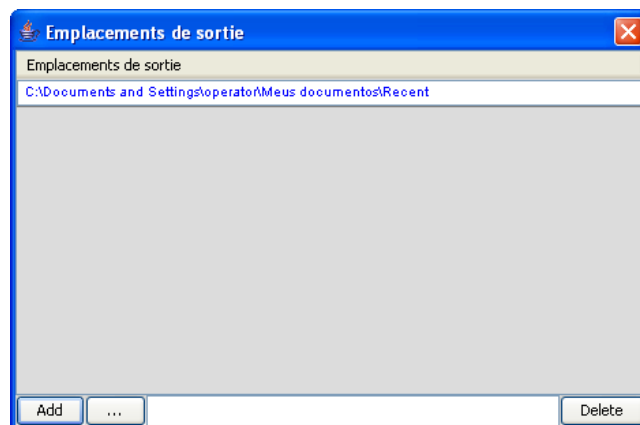 Emplacements de sortie
Emplacements de sortie
C:\Documents and Settings\operator\Meus documentos\Recent
Add ... Delete